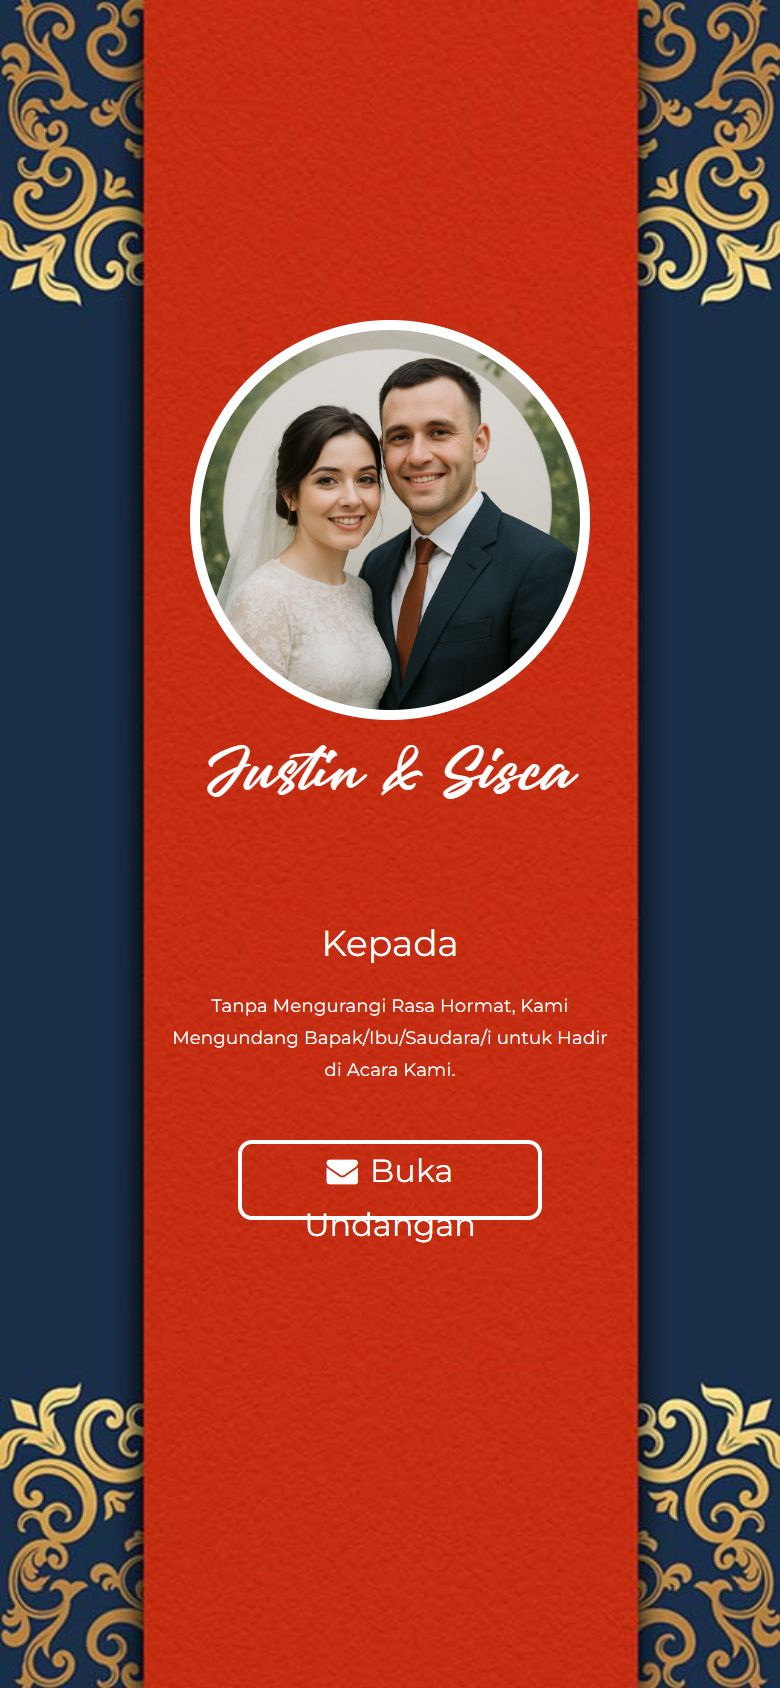 Justin & Sisca
Kepada
Tanpa Mengurangi Rasa Hormat, Kami
Mengundang Bapak/Ibu/Saudara/i untuk Hadir
di Acara Kami.
Buka
Undangan